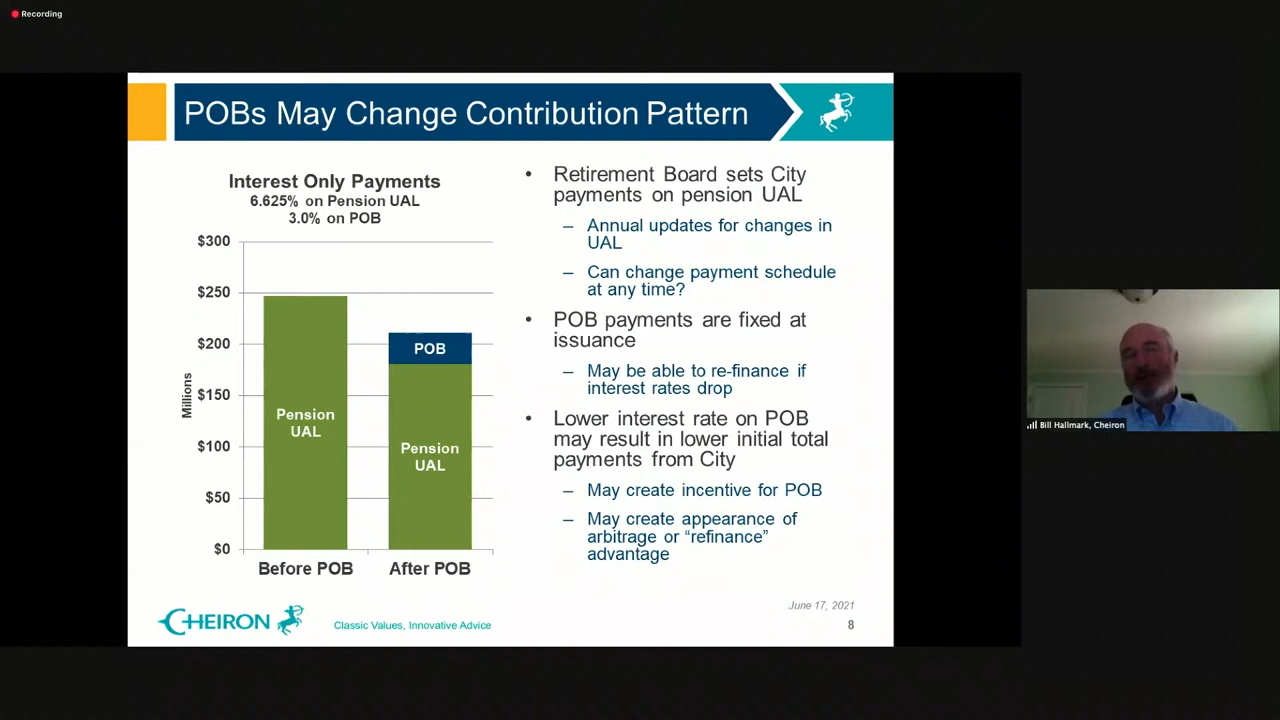 Recording
POBs May Change Contribution Pattern
Interest Only Payments
6.625% on Pension UAL
3.0% on POB
$300
$250
$200
$150
$100
$50
$0
Millions
Pension
UAL
POB
Pension
UAL
Before POB
After POB
• Retirement Board sets City
payments on pension UAL
– Annual updates for changes in
UAL
– Can change payment schedule
at any time?
• POB payments are fixed at
issuance
– May be able to re-finance if
interest rates drop
• Lower interest rate on POB
may result in lower initial total
payments from City
– May create incentive for POB
– May create appearance of
arbitrage or “refinance”
advantage
CHEIRON
Classic Values, Innovative Advice
June 17, 2021
8
Bill Hallmark, Cheiron